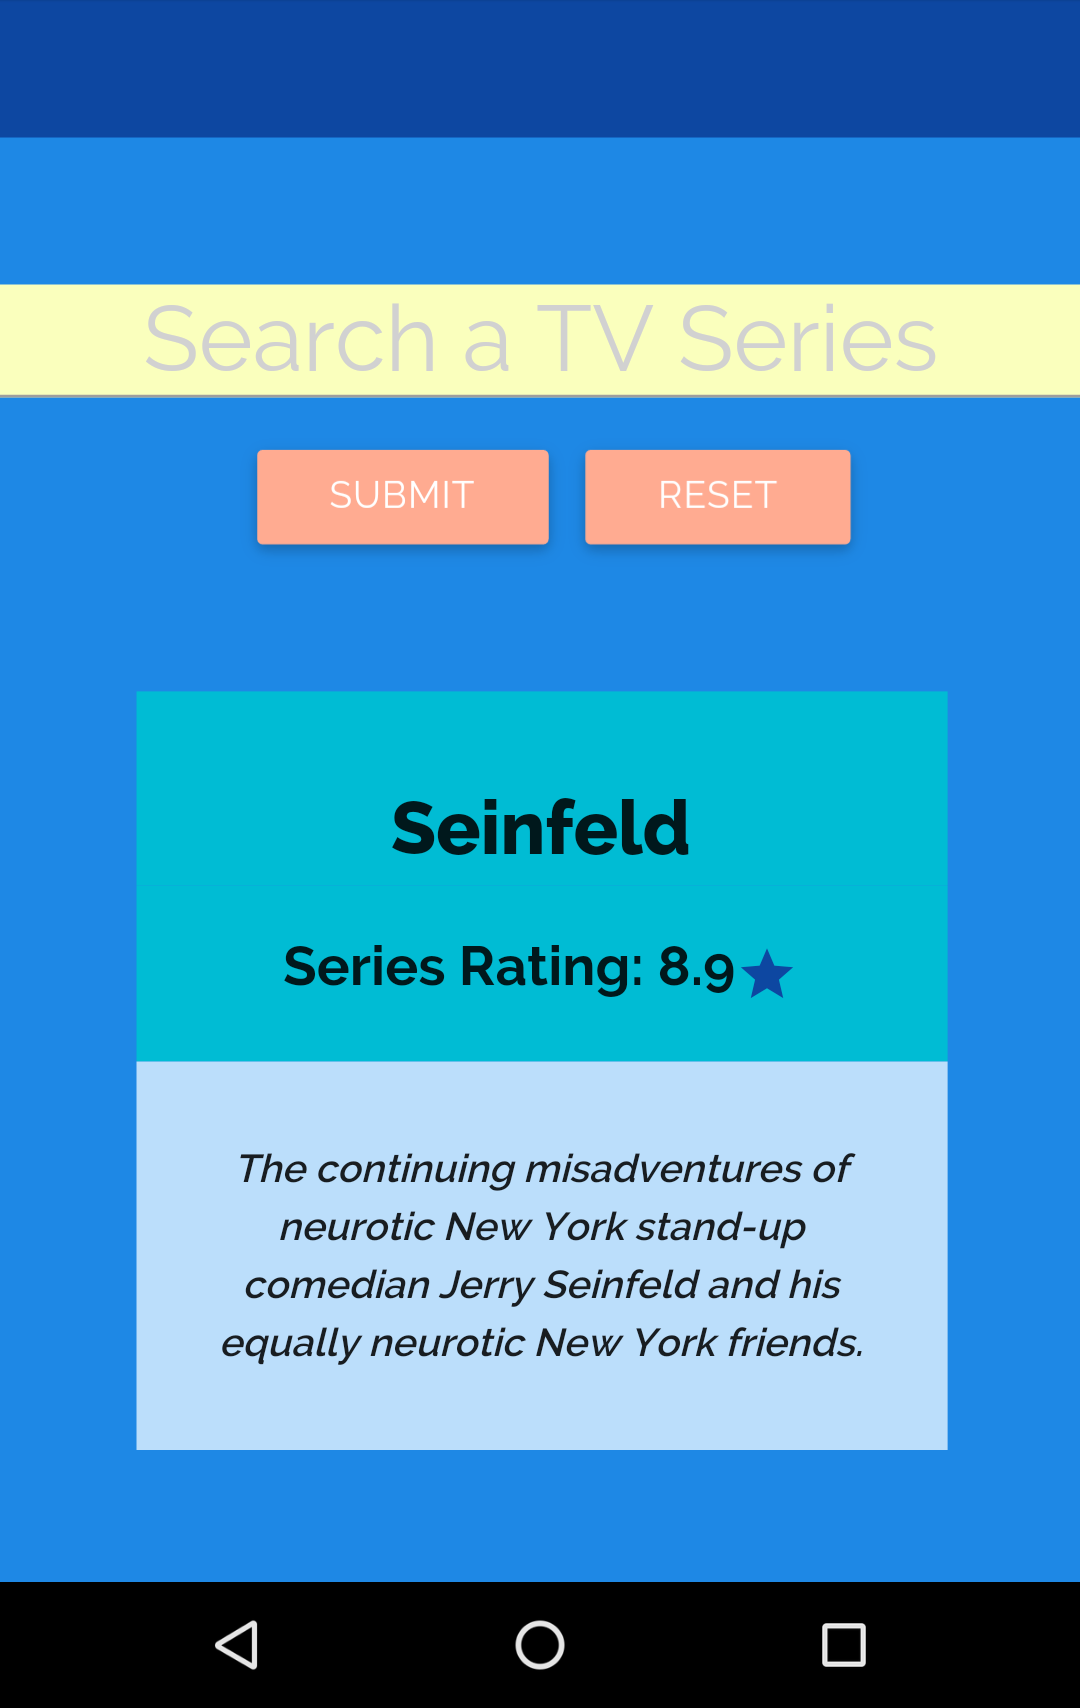 Search a TV Series
SUBMIT RESET
Seinfeld
Series Rating: 8.9
The continuing misadventures of
neurotic New York stand-up
comedian Jerry Seinfeld and his
equally neurotic New York friends.